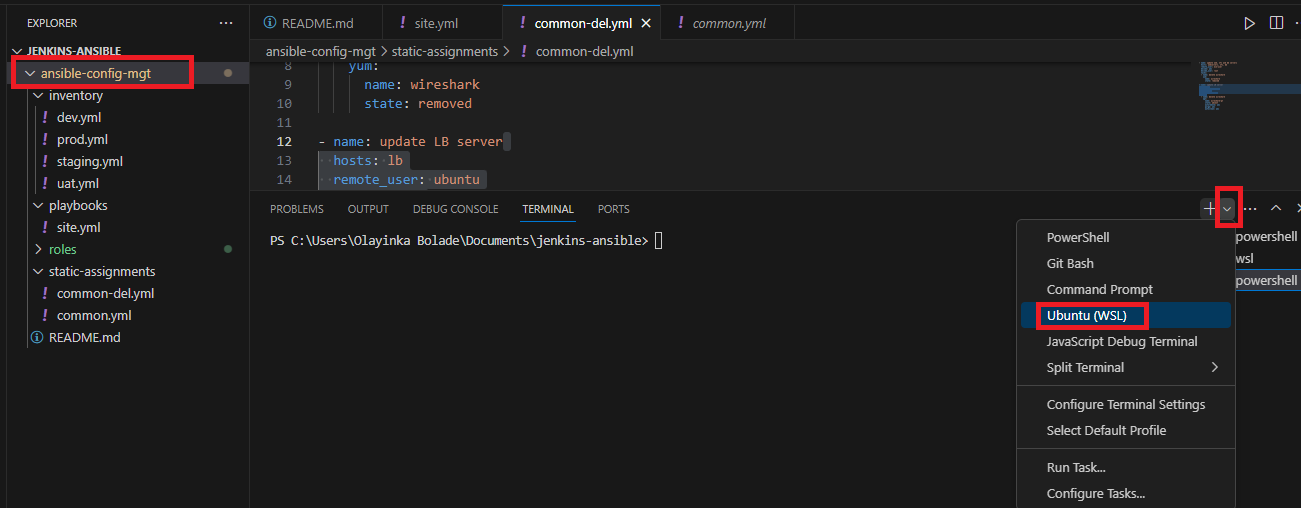 EXPLORER
JENKINS-ANSIBLE
ansible-config-mgt
inventory
! dev.yml
! prod.yml
! staging.yml
! uat.yml
playbooks
! site.yml
roles
static-assignments
! common-del.yml
! common.yml
README.md
README.md ! site.yml ! common-del.yml ! common.yml
ansible-config-mgt > static-assignments > ! common-del.yml
8 yum:
9 name: wireshark
10 state: removed
11
12 - name: update LB server
13 hosts: lb
14 remote_user: ubuntu
PROBLEMS OUTPUT DEBUG CONSOLE TERMINAL PORTS
PS C:\Users\Olayinka Bolade\Documents\jenkins-ansible>
PowerShell
Git Bash
Command Prompt
Ubuntu (WSL)
JavaScript Debug Terminal
Split Terminal
Configure Terminal Settings
Select Default Profile
Run Task...
Configure Tasks...
powershell
wsl
powershell